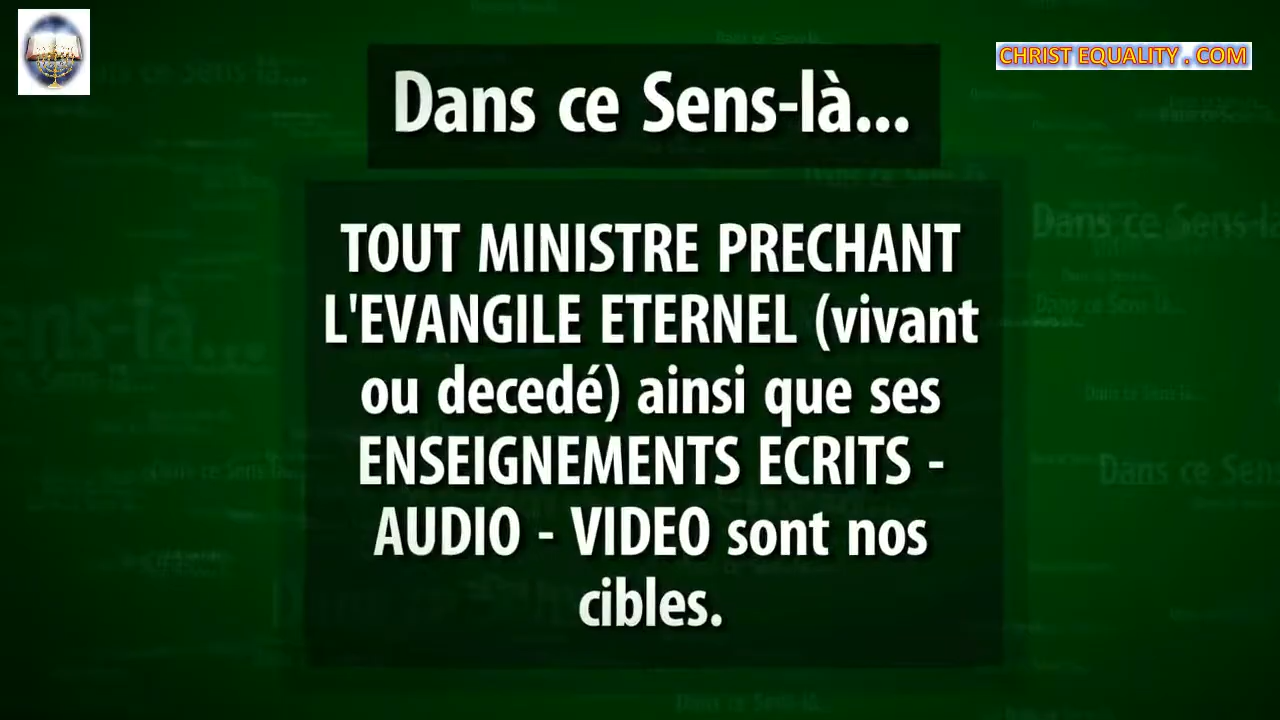 CHRIST EQUALITY . COM
Dans ce Sens-là...
TOUT MINISTRE PRECHANT
L'EVANGILE ETERNEL (vivant
ou decedé) ainsi que ses
ENSEIGNEMENTS ECRITS -
AUDIO - VIDEO sont nos
cibles.